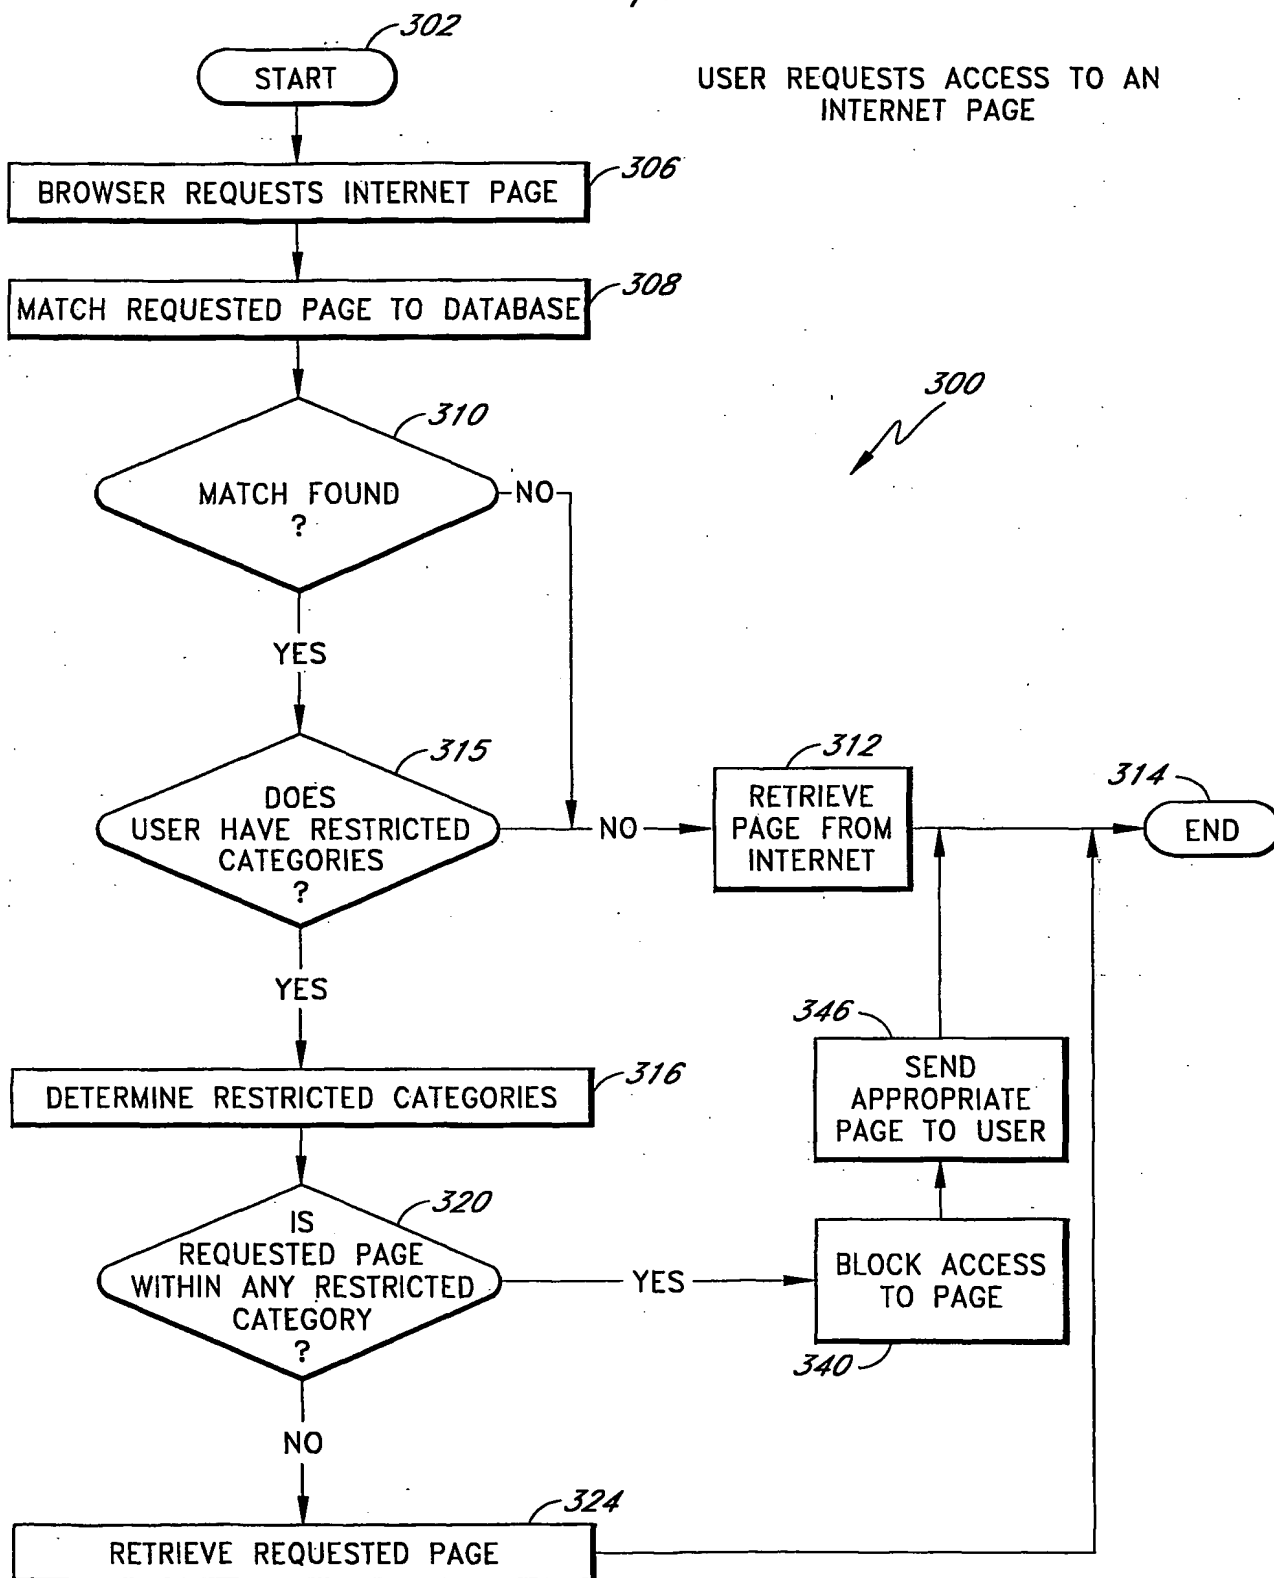 302
START
USER REQUESTS ACCESS TO AN
INTERNET PAGE
306
BROWSER REQUESTS INTERNET PAGE
308
MATCH REQUESTED PAGE TO DATABASE
300
310
MATCH FOUND
?
NO
YES
315
DOES
USER HAVE RESTRICTED
CATEGORIES
?
NO
312
RETRIEVE
PAGE FROM
INTERNET
314
END
YES
316
DETERMINE RESTRICTED CATEGORIES
346
SEND
APPROPRIATE
PAGE TO USER
320
IS
REQUESTED PAGE
WITHIN ANY RESTRICTED
CATEGORY
?
YES
BLOCK ACCESS
TO PAGE
340
NO
324
RETRIEVE REQUESTED PAGE